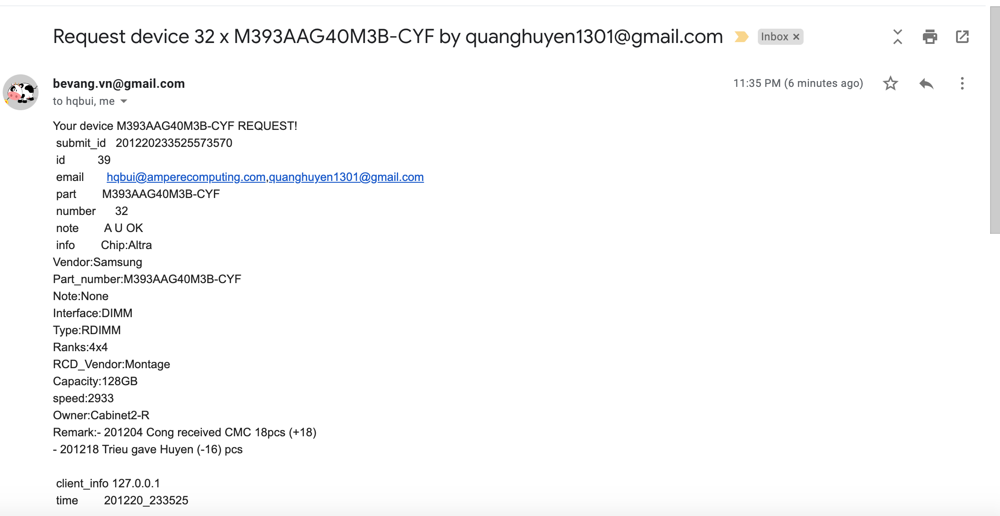 Request device 32 x M393AAG40M3B-CYF by quanghuyen1301@gmail.com Inbox ×
bevang.vn@gmail.com 11:35 PM (6 minutes ago)
to hqbui, me
Your device M393AAG40M3B-CYF REQUEST!
submit_id 201220233525573570
id 39
email hqbui@amperecomputing.com,quanghuyen1301@gmail.com
part M393AAG40M3B-CYF
number 32
note A U OK
info Chip:Altra
Vendor:Samsung
Part_number:M393AAG40M3B-CYF
Note:None
Interface:DIMM
Type:RDIMM
Ranks:4x4
RCD_Vendor:Montage
Capacity:128GB
speed:2933
Owner:Cabinet2-R
Remark:- 201204 Cong received CMC 18pcs (+18)
- 201218 Trieu gave Huyen (-16) pcs
client_info 127.0.0.1
time 201220_233525